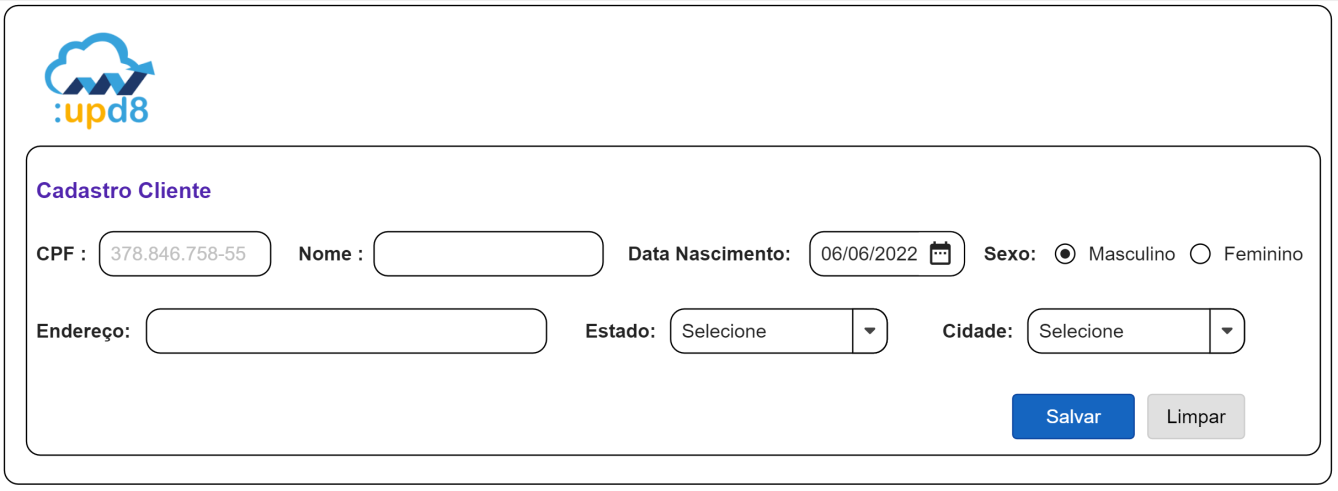 :upd8
Cadastro Cliente
CPF : 378.846.758-55 Nome : Data Nascimento: 06/06/2022 Sexo: Masculino Feminino
Endereço: Estado: Selecione Cidade: Selecione
Salvar Limpar